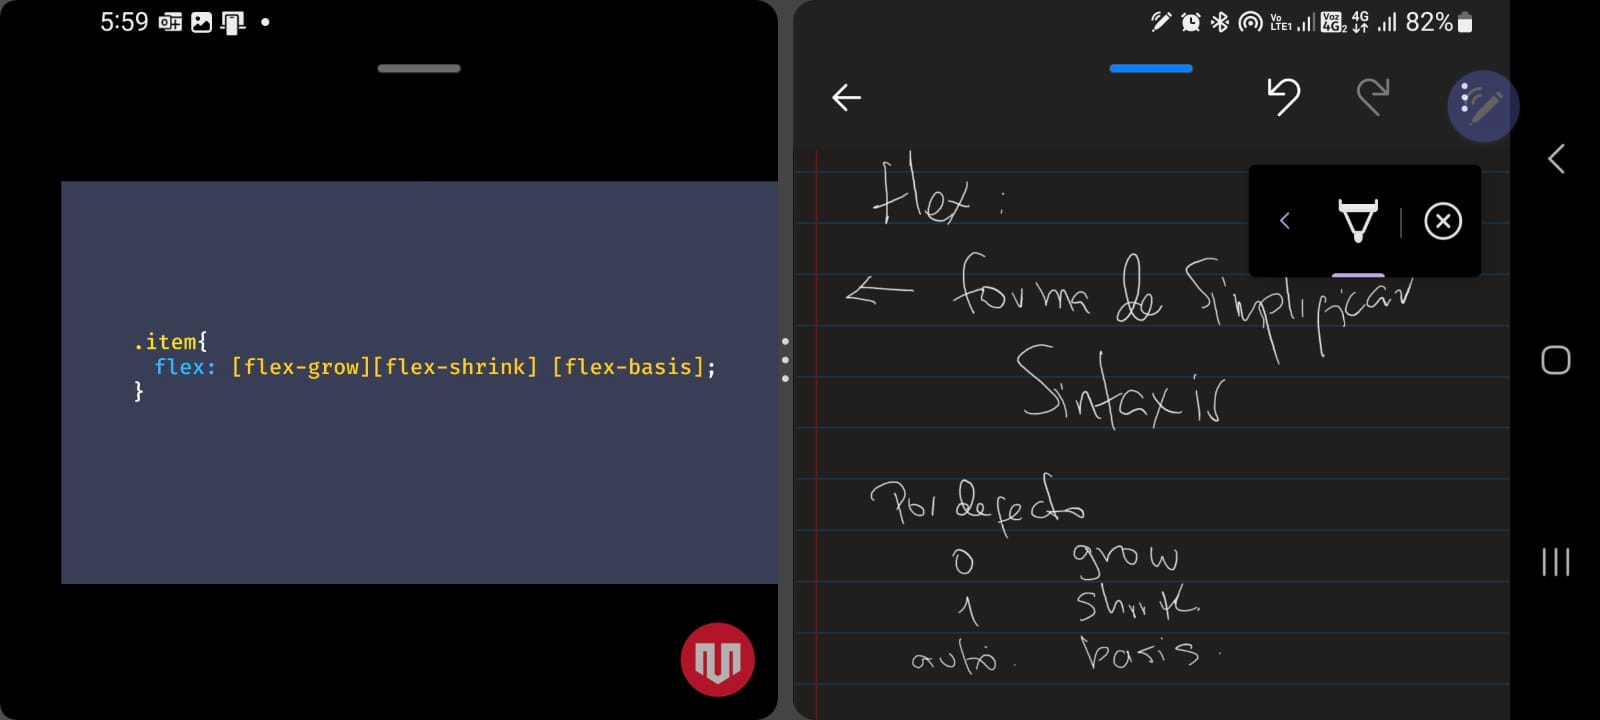 5:59
Vo
LTE1
Voz
4G2
4G
82%
.item{
flex: [flex-grow][flex-shrink] [flex-basis];
}
flex:
← forma de Simplificar
Sintaxis
Por defecto
0 grow
1 shrink
auto. basis.